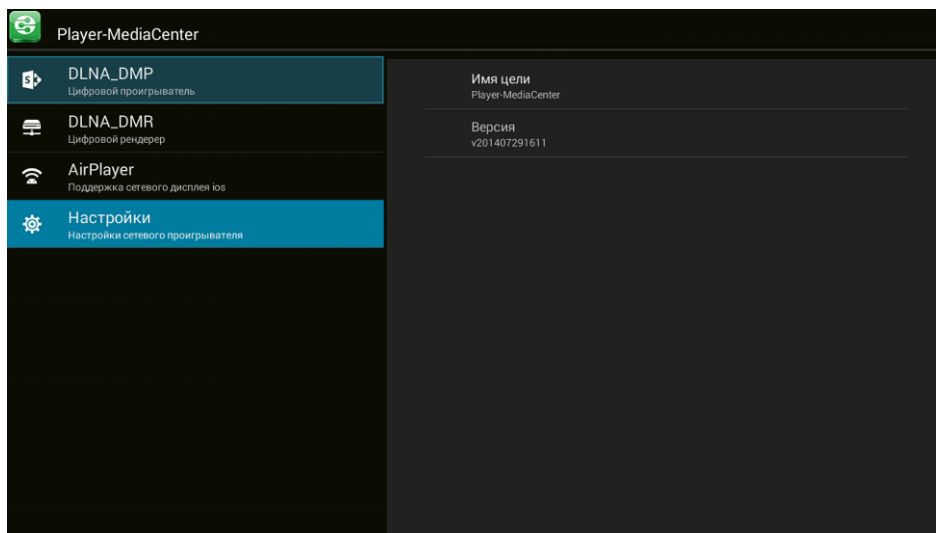 Player-MediaCenter
DLNA_DMP
Цифровой проигрыватель
DLNA_DMR
Цифровой рендерер
AirPlayer
Поддержка сетевого дисплея ios
Настройки
Настройки сетевого проигрывателя
Имя цели
Player-MediaCenter
Версия
v201407291611